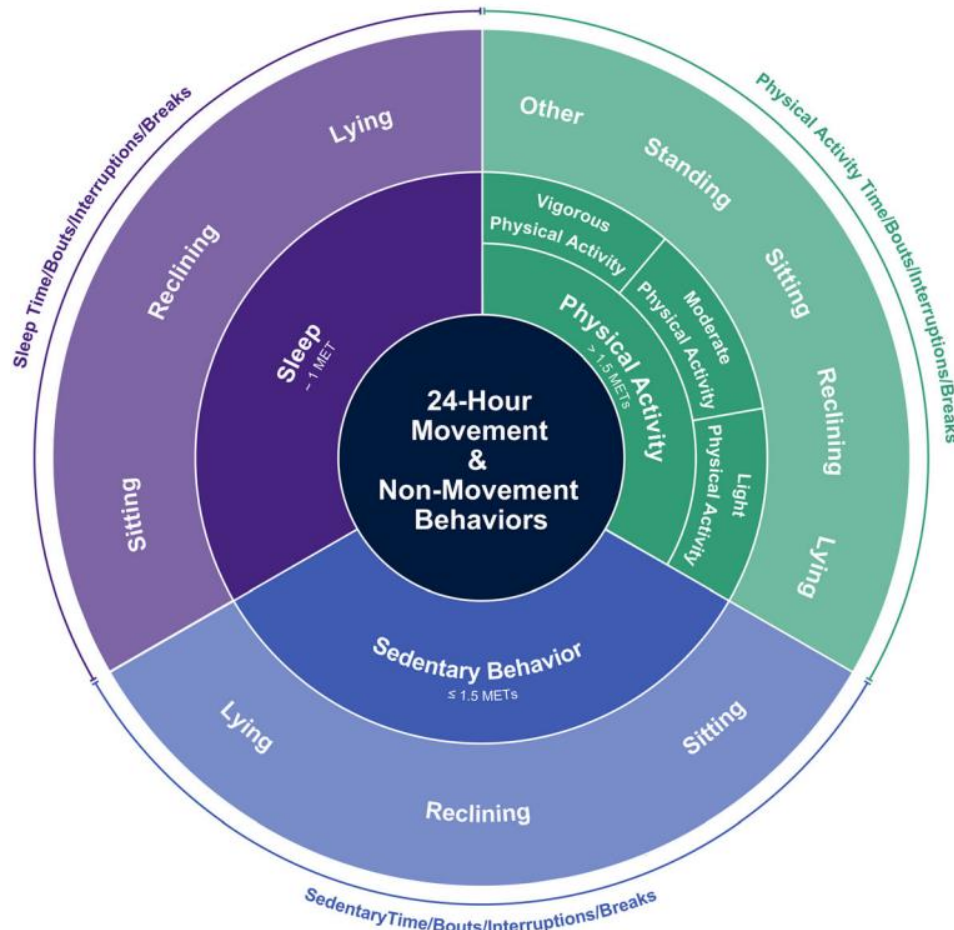 24-Hour
Movement
&
Non-Movement
Behaviors
Physical Activity
> 1.5 METs
Vigorous
Physical Activity
Moderate
Physical Activity
Light
Physical Activity
Other
Standing
Sitting
Reclining
Lying
Physical Activity Time/Bouts/Interruptions/Breaks
Sedentary Behavior
≤ 1.5 METs
Sitting
Reclining
Lying
SedentaryTime/Bouts/Interruptions/Breaks
Sleep
~ 1 MET
Sitting
Reclining
Lying
Sleep Time/Bouts/Interruptions/Breaks